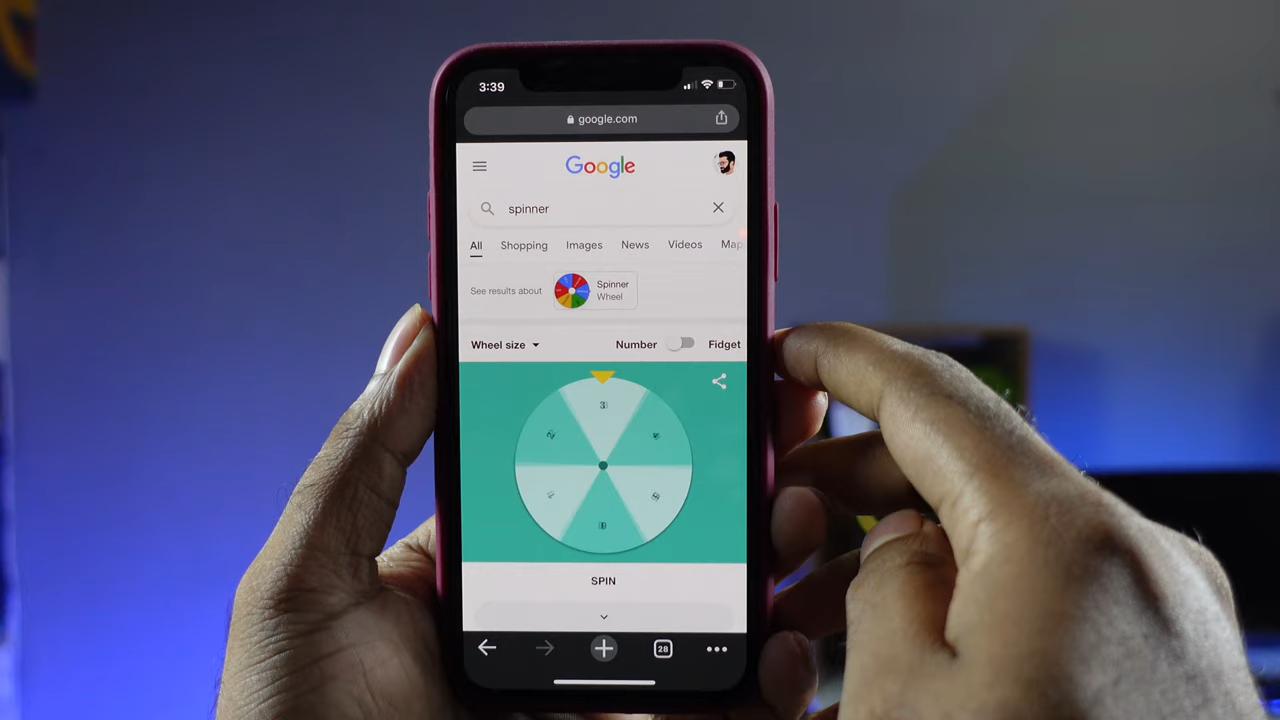 3:39
google.com
Google
spinner
All Shopping Images News Videos Map
See results about Spinner Wheel
Wheel size Number Fidget
3
SPIN
28